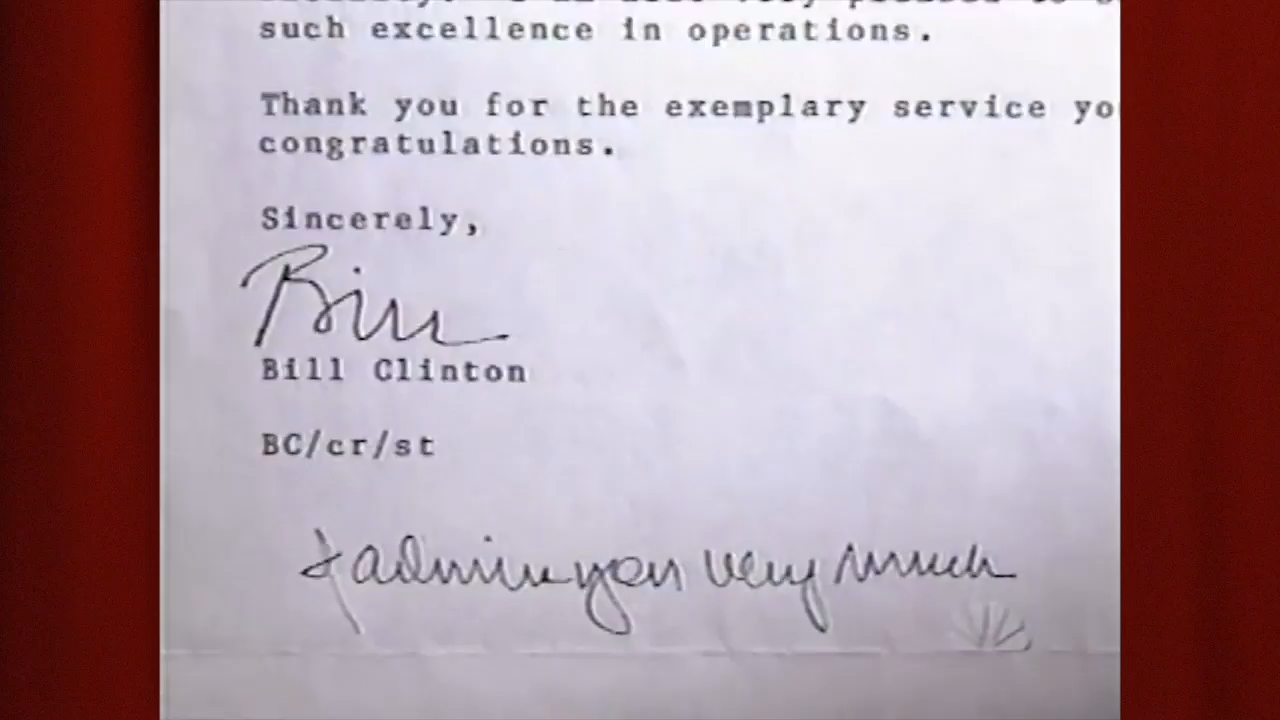 such excellence in operations.
Thank you for the exemplary service yo
congratulations.
Sincerely,
Bill
Bill Clinton
BC/cr/st
I admire you very much